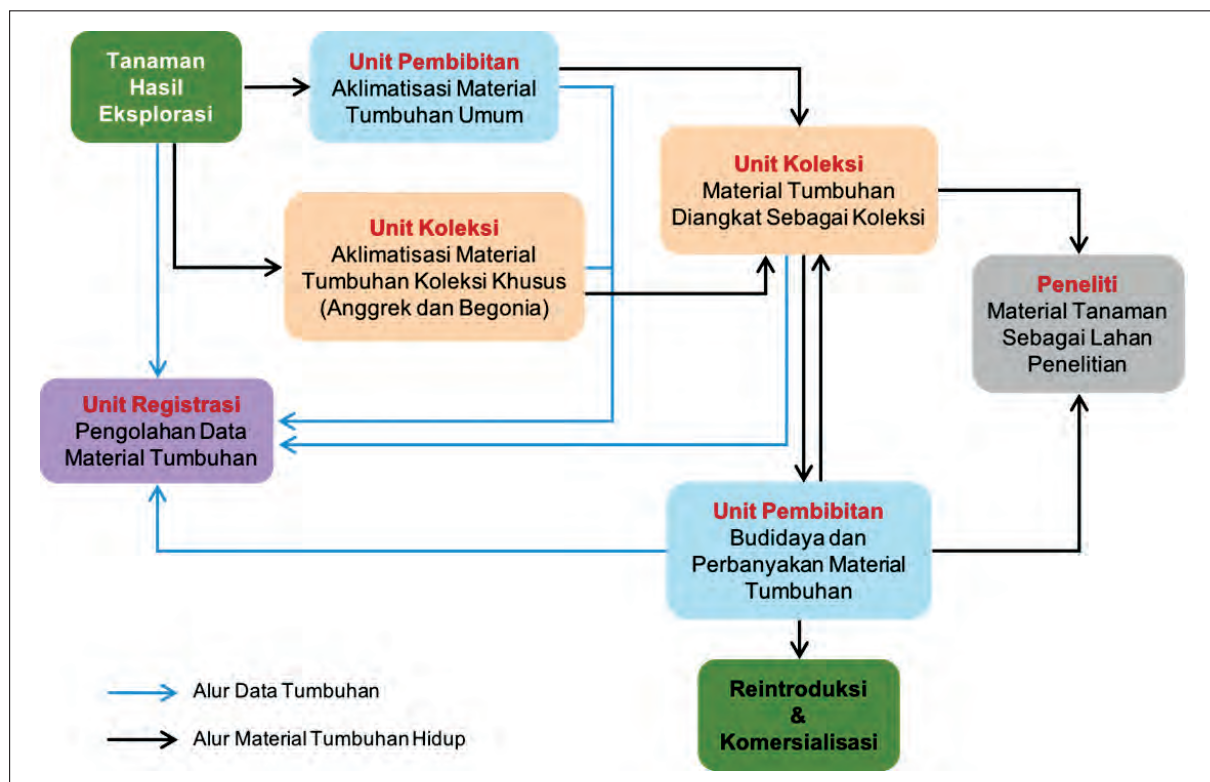 Tanaman
Hasil
Eksplorasi
Unit Pembibitan
Aklimatisasi Material
Tumbuhan Umum
Unit Koleksi
Material Tumbuhan
Diangkat Sebagai Koleksi
Unit Koleksi
Aklimatisasi Material
Tumbuhan Koleksi Khusus
(Anggrek dan Begonia)
Peneliti
Material Tanaman
Sebagai Lahan
Penelitian
Unit Registrasi
Pengolahan Data
Material Tumbuhan
Unit Pembibitan
Budidaya dan
Perbanyakan Material
Tumbuhan
Reintroduksi
&
Komersialisasi
Alur Data Tumbuhan
Alur Material Tumbuhan Hidup